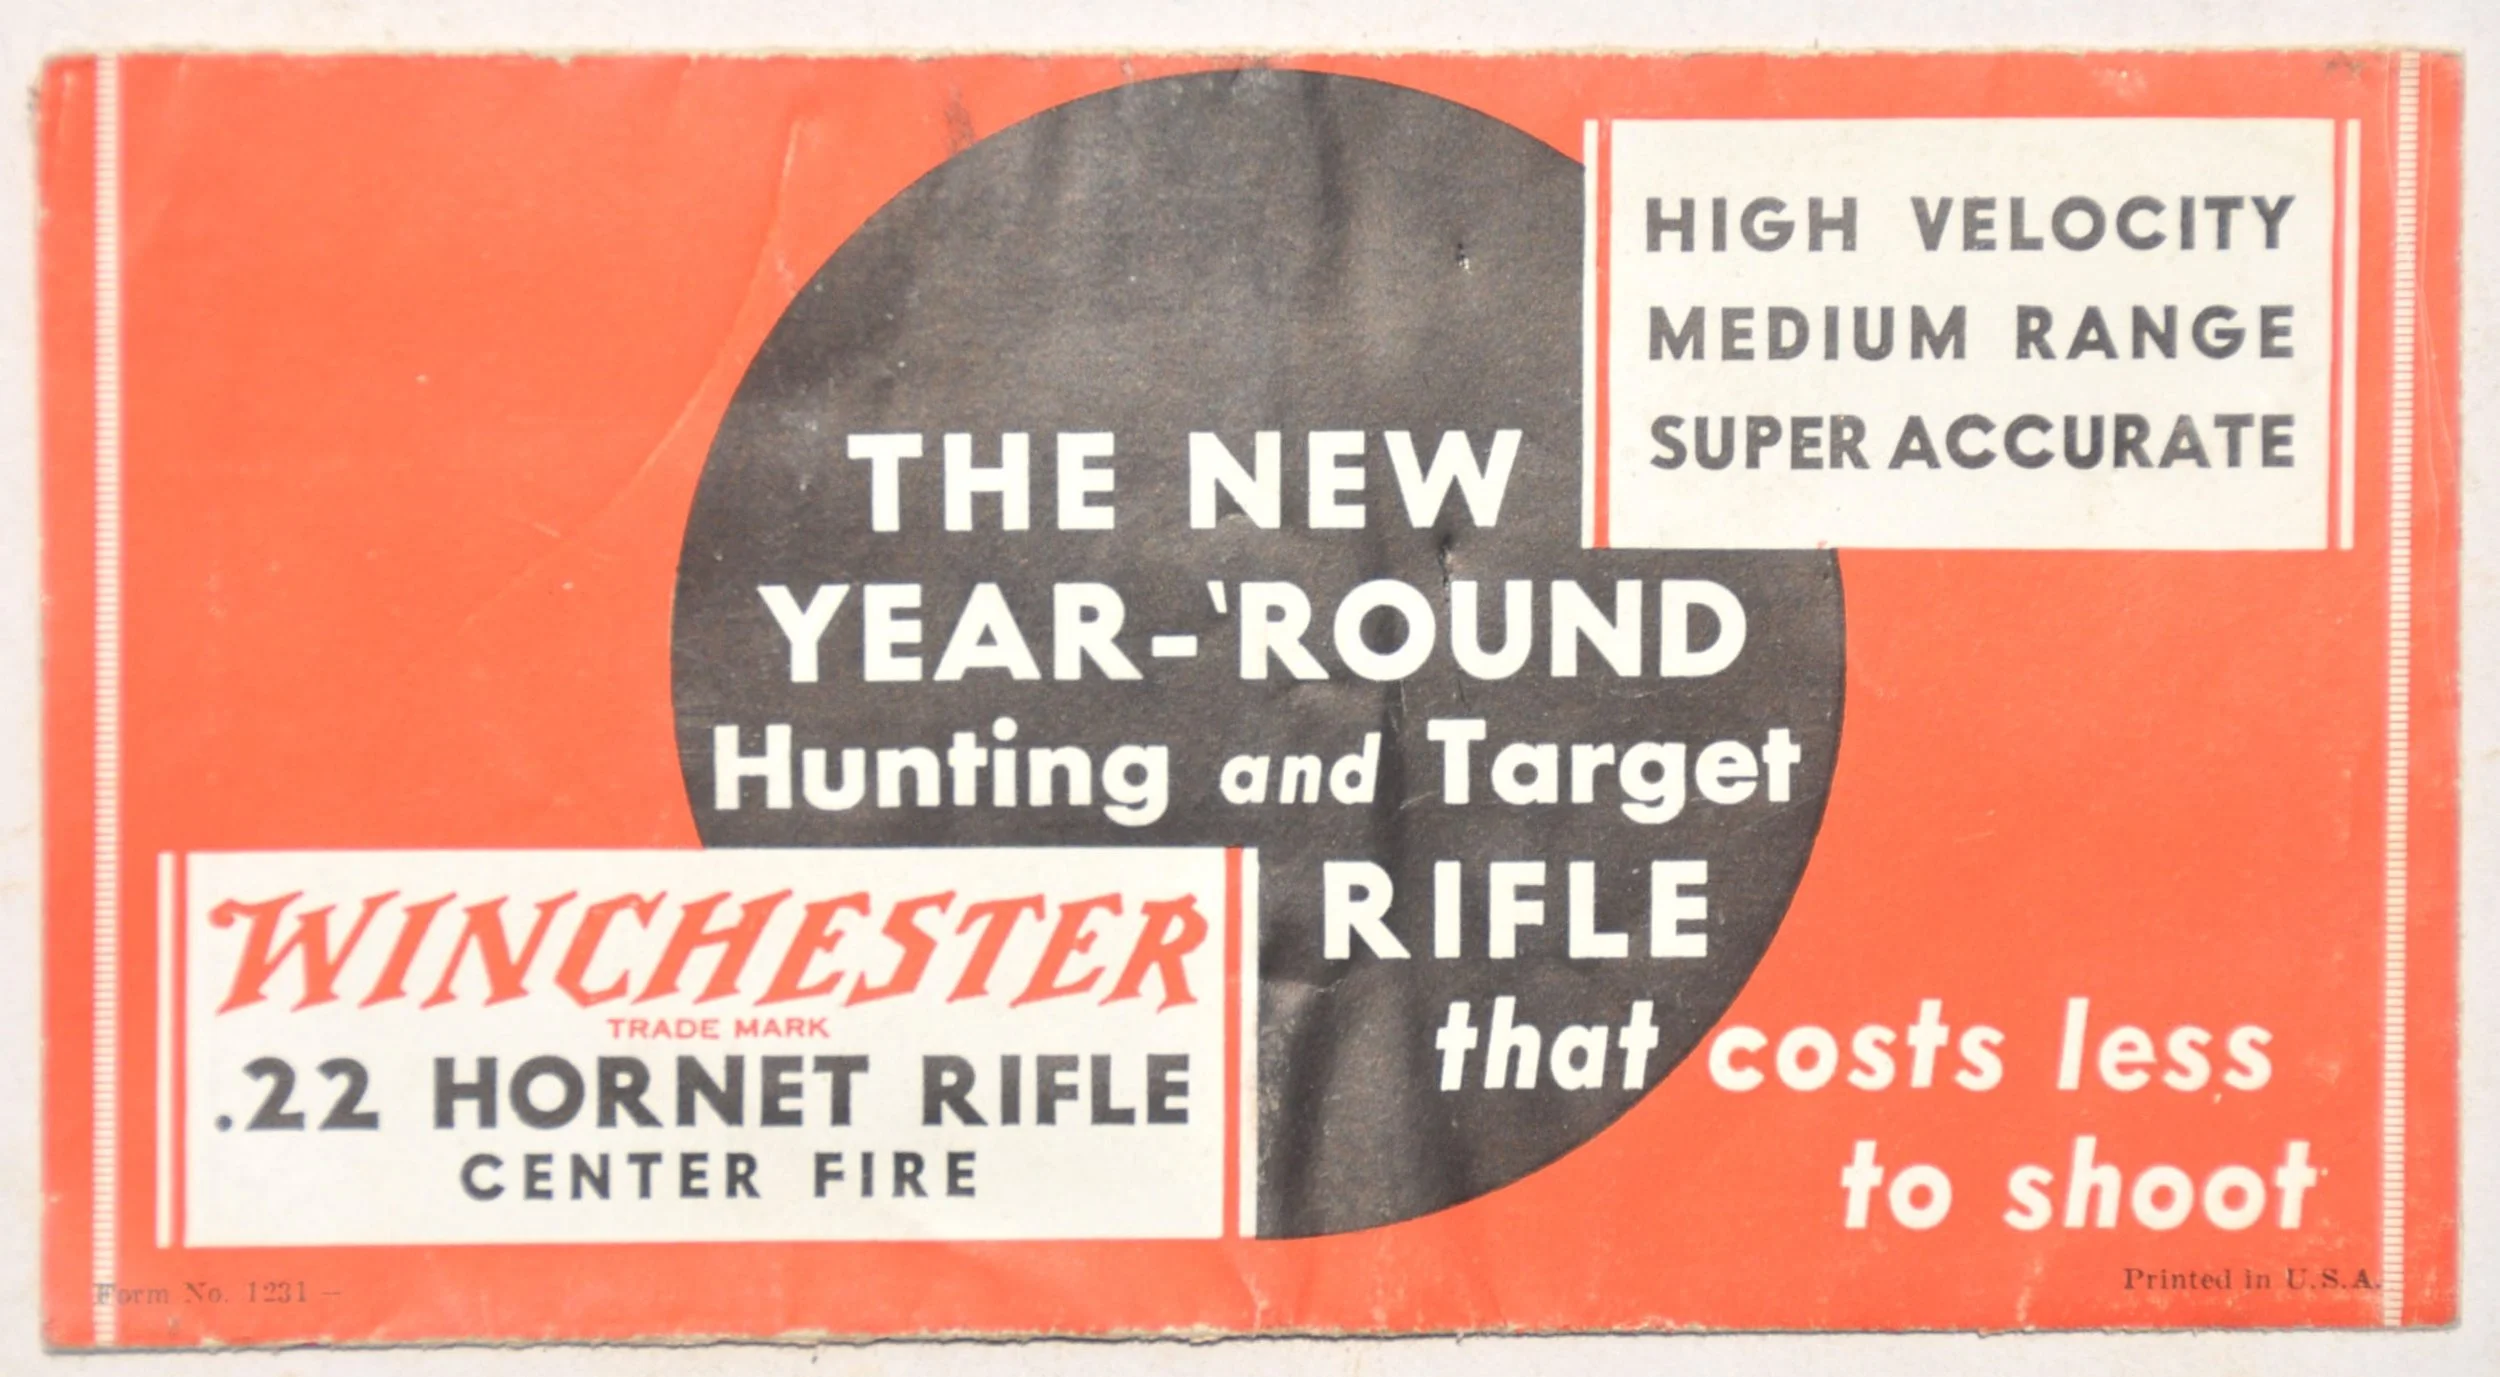 HIGH VELOCITY
MEDIUM RANGE
SUPER ACCURATE
THE NEW
YEAR-'ROUND
Hunting and Target
RIFLE
that costs less
to shoot
WINCHESTER
TRADE MARK
.22 HORNET RIFLE
CENTER FIRE
Form No. 1231 –
Printed in U.S.A.